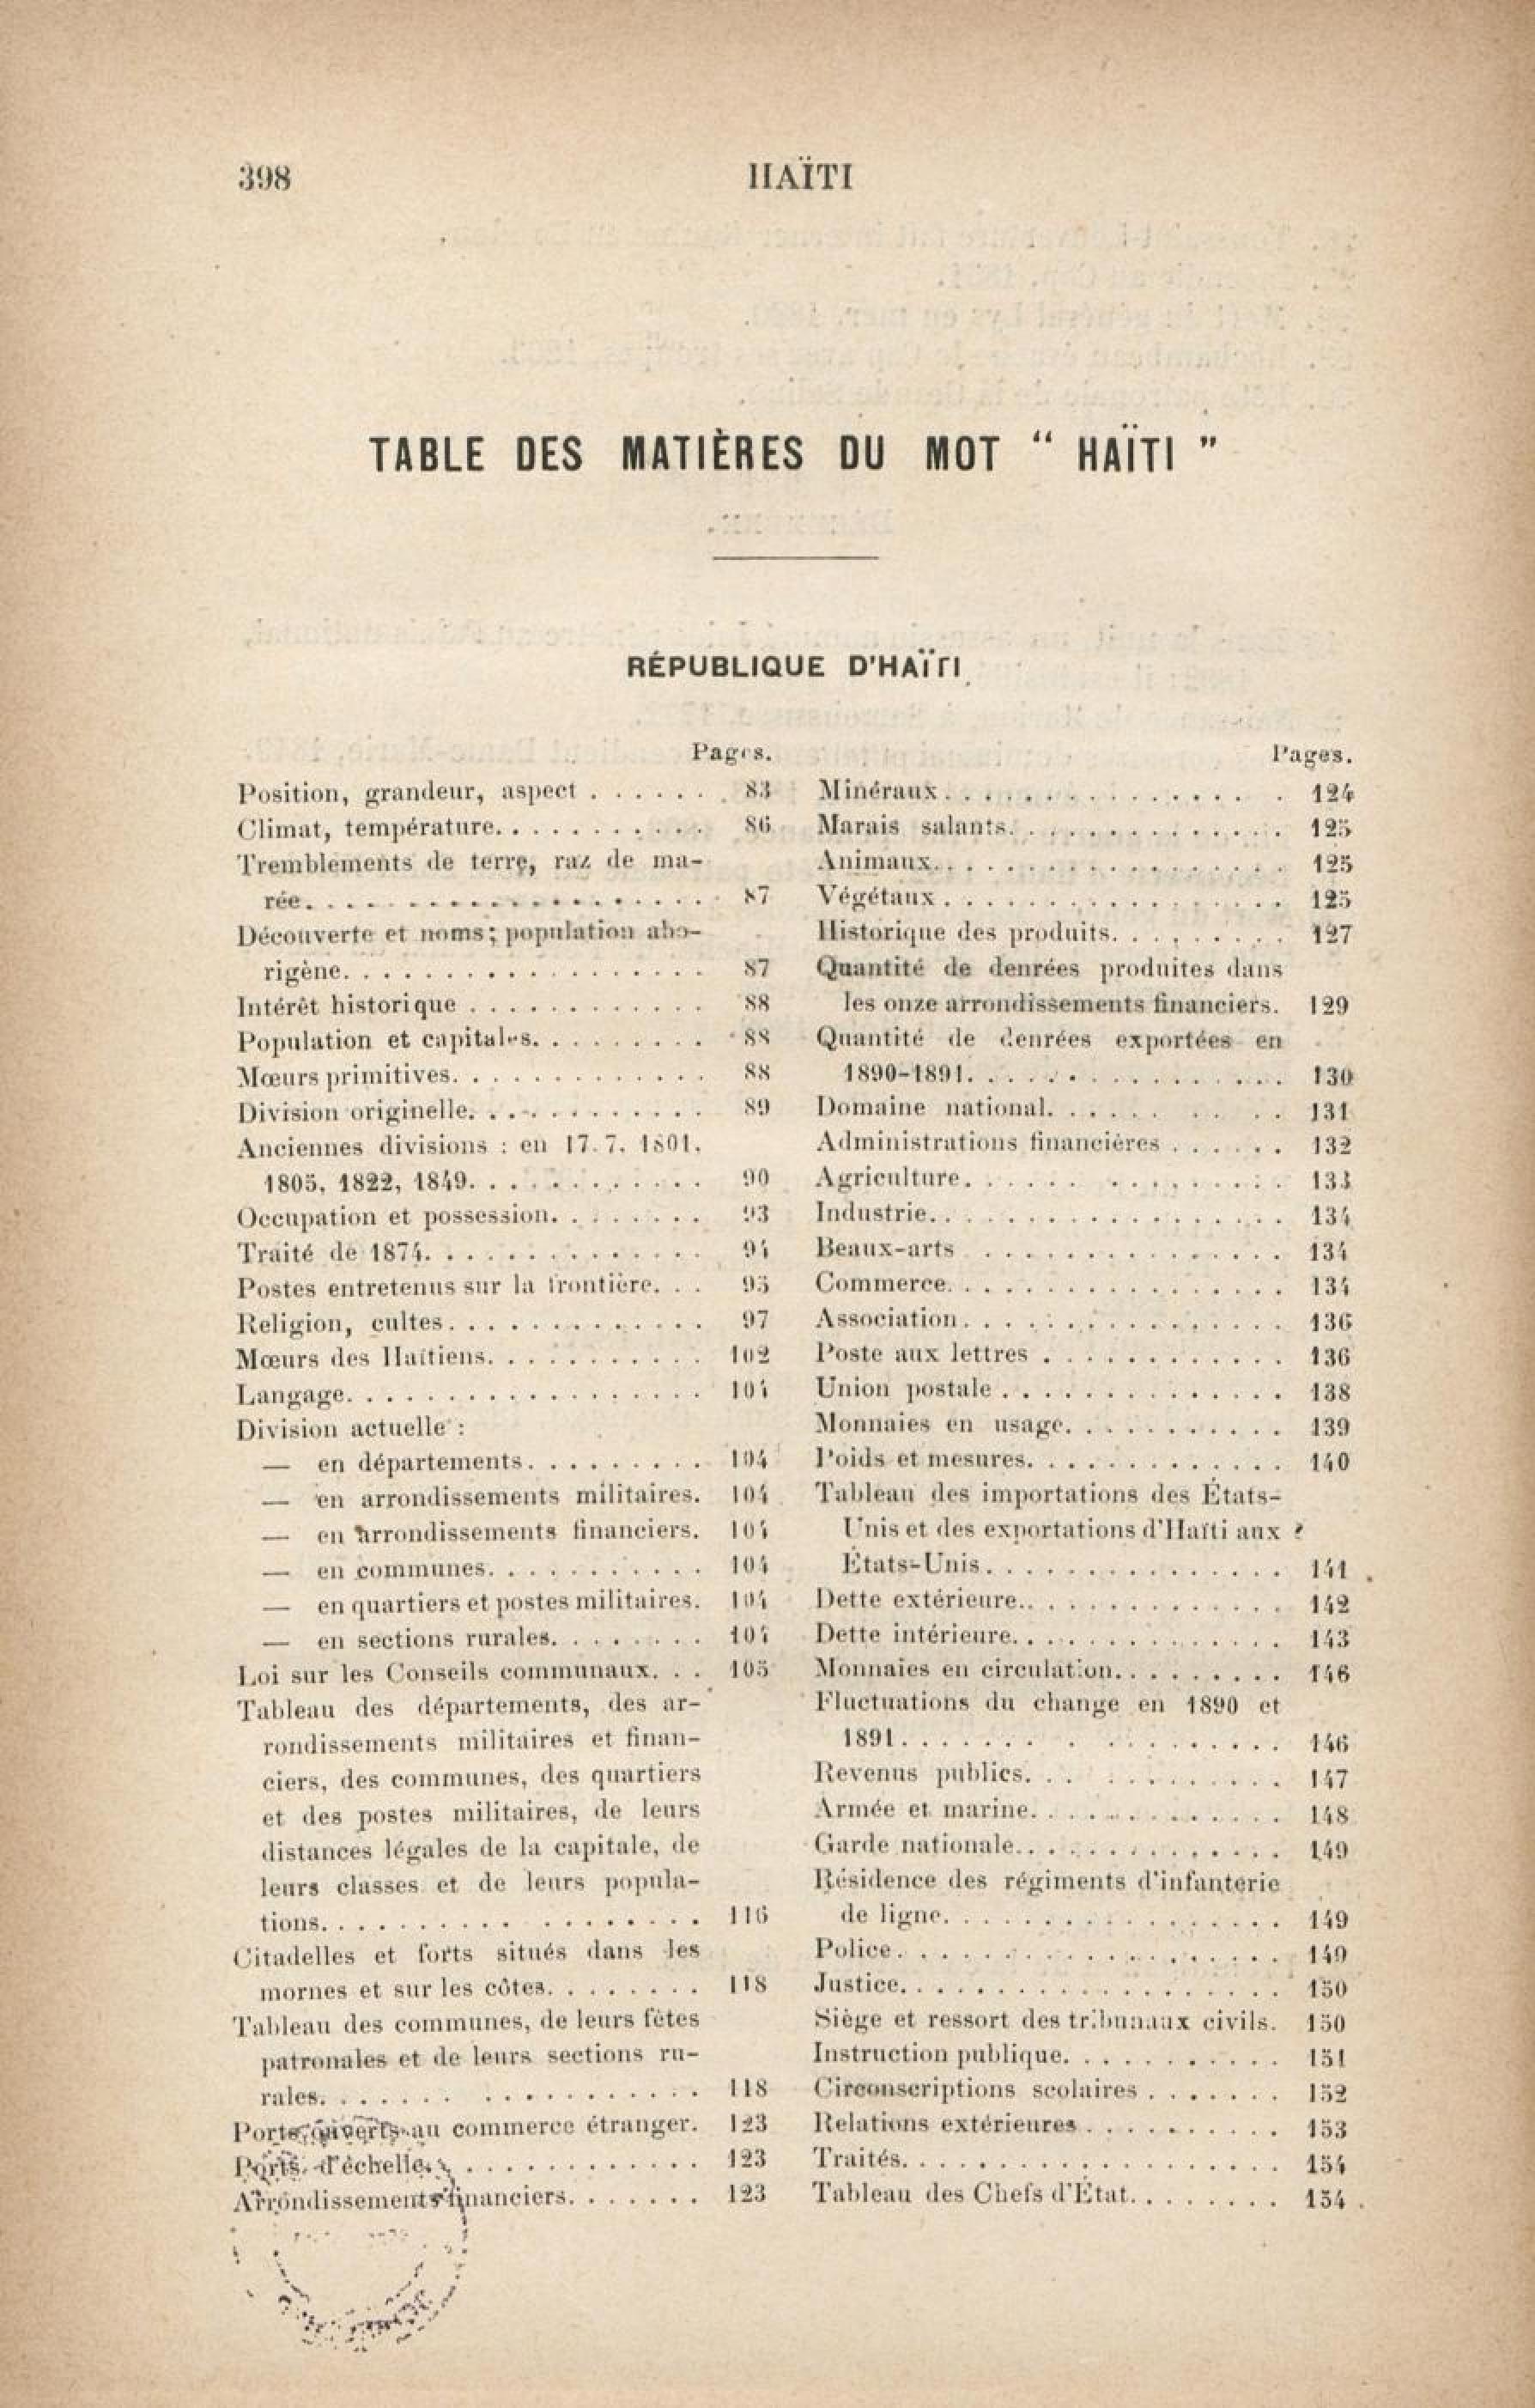 398
HAÏTI
TABLE DES MATIÈRES DU MOT “ HAÏTI ”
RÉPUBLIQUE D'HAÏTI
Pages.
Position, grandeur, aspect . . . . . . . 83
Climat, température. . . . . . . . . . . 86
Tremblements de terre, raz de ma-
rée. . . . . . . . . . . . . . . . . . 87
Découverte et noms; population abo-
rigène. . . . . . . . . . . . . . . . . 87
Intérêt historique . . . . . . . . . . . . 88
Population et capitales. . . . . . . . . 88
Mœurs primitives. . . . . . . . . . . . 88
Division originelle. . . . . . . . . . . 89
Anciennes divisions : en 17.7. 1801.
1805, 1822, 1849. . . . . . . . . . . 90
Occupation et possession. . . . . . . . 93
Traité de 1874. . . . . . . . . . . . . 94
Postes entretenus sur la frontière. . . 95
Religion, cultes. . . . . . . . . . . . . 97
Mœurs des Haïtiens. . . . . . . . . . . 102
Langage. . . . . . . . . . . . . . . . . 104
Division actuelle :
— en départements. . . . . . . . . 104
— en arrondissements militaires. 104
— en arrondissements financiers. 104
— en communes. . . . . . . . . . . 104
— en quartiers et postes militaires. 104
— en sections rurales. . . . . . . . 104
Loi sur les Conseils communaux. . . 105
Tableau des départements, des ar-
rondissements militaires et finan-
ciers, des communes, des quartiers
et des postes militaires, de leurs
distances légales de la capitale, de
leurs classes et de leurs popula-
tions. . . . . . . . . . . . . . . . . 116
Citadelles et forts situés dans les
mornes et sur les côtes. . . . . . . . 118
Tableau des communes, de leurs fêtes
patronales et de leurs sections ru-
rales. . . . . . . . . . . . . . . . . 118
Ports ouverts au commerce étranger. 123
Ports d'échelle. . . . . . . . . . . . . 123
Arrondissements financiers. . . . . . . 123
Pages.
Minéraux. . . . . . . . . . . . . . . . 124
Marais salants. . . . . . . . . . . . . 125
Animaux. . . . . . . . . . . . . . . . . 125
Végétaux. . . . . . . . . . . . . . . . 125
Historique des produits. . . . . . . . . 127
Quantité de denrées produites dans
les onze arrondissements financiers. 129
Quantité de denrées exportées en
1890-1891. . . . . . . . . . . . . . . 130
Domaine national. . . . . . . . . . . 131
Administrations financières . . . . . . 132
Agriculture. . . . . . . . . . . . . . . 133
Industrie. . . . . . . . . . . . . . . . . 134
Beaux-arts . . . . . . . . . . . . . . . 134
Commerce. . . . . . . . . . . . . . . . 134
Association. . . . . . . . . . . . . . . 136
Poste aux lettres . . . . . . . . . . . . 136
Union postale . . . . . . . . . . . . . . 138
Monnaies en usage. . . . . . . . . . . 139
Poids et mesures. . . . . . . . . . . . 140
Tableau des importations des États-
Unis et des exportations d'Haïti aux
États-Unis. . . . . . . . . . . . . . . 141
Dette extérieure. . . . . . . . . . . . . 142
Dette intérieure. . . . . . . . . . . . . 143
Monnaies en circulation. . . . . . . . . 146
Fluctuations du change en 1890 et
1891. . . . . . . . . . . . . . . . . . 146
Revenus publics. . . . . . . . . . . . 147
Armée et marine. . . . . . . . . . . . . 148
Garde nationale. . . . . . . . . . . . . 149
Résidence des régiments d'infanterie
de ligne. . . . . . . . . . . . . . . . . 149
Police. . . . . . . . . . . . . . . . . . 149
Justice. . . . . . . . . . . . . . . . . . 150
Siège et ressort des tribunaux civils. 150
Instruction publique. . . . . . . . . . . 151
Circonscriptions scolaires . . . . . . . 152
Relations extérieures . . . . . . . . . . 153
Traités. . . . . . . . . . . . . . . . . . 154
Tableau des Chefs d'État. . . . . . . . 154